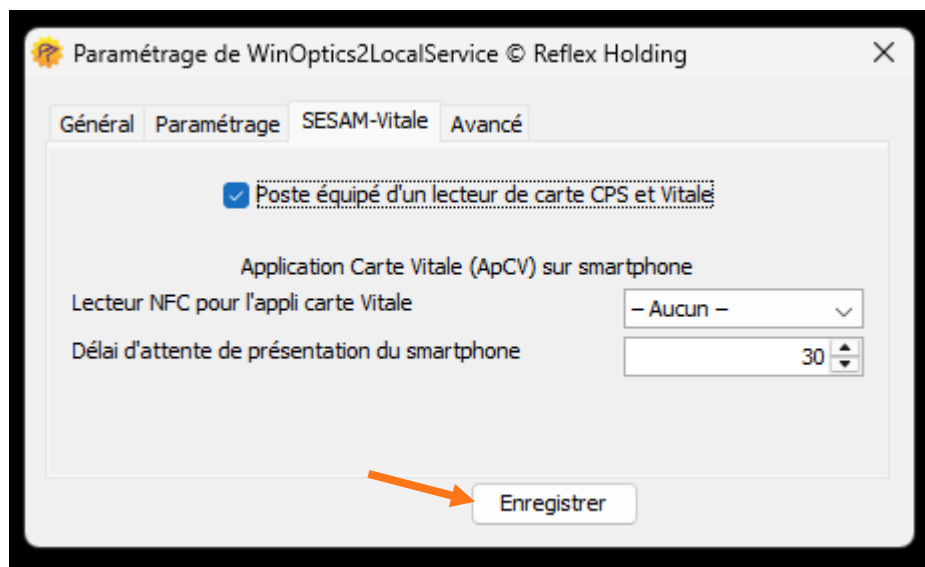 Paramétrage de WinOptics2LocalService © Reflex Holding
Général Paramétrage SESAM-Vitale Avancé
Poste équipé d'un lecteur de carte CPS et Vitale
Application Carte Vitale (ApCV) sur smartphone
Lecteur NFC pour l'appli carte Vitale – Aucun –
Délai d'attente de présentation du smartphone 30
Enregistrer